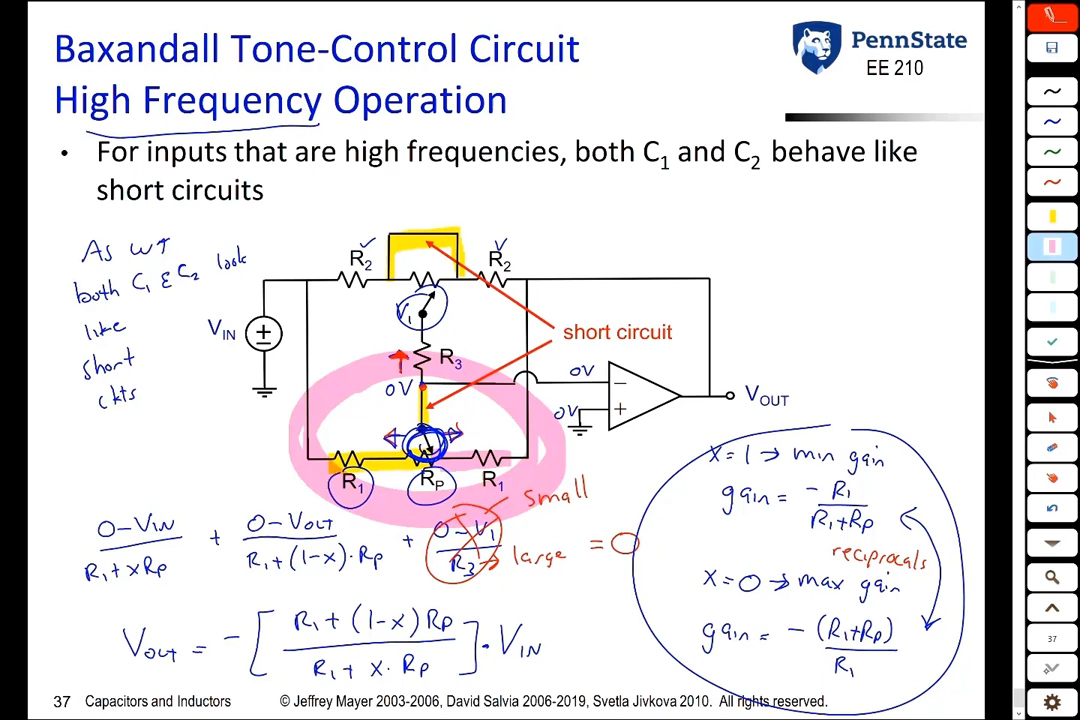 Baxandall Tone-Control Circuit
High Frequency Operation
PennState
EE 210
• For inputs that are high frequencies, both C1 and C2 behave like
short circuits
As ω↑
both C1 & C2 look
like
short
ckts
R2
R2
V1
VIN
short circuit
R3
0V
0V
0V
VOUT
R1
RP
R1
small
large
(0-VIN)/(R1+xRP) + (0-VOUT)/(R1+(1-x)·RP) + (0-V1)/R3 = 0
VOUT = -[(R1+(1-x)RP)/(R1+x·RP)]·VIN
x=1 → min gain
gain = -R1/(R1+RP)
reciprocals
x=0 → max gain
gain = -(R1+RP)/R1
37 Capacitors and Inductors © Jeffrey Mayer 2003-2006, David Salvia 2006-2019, Svetla Jivkova 2010. All rights reserved.
37